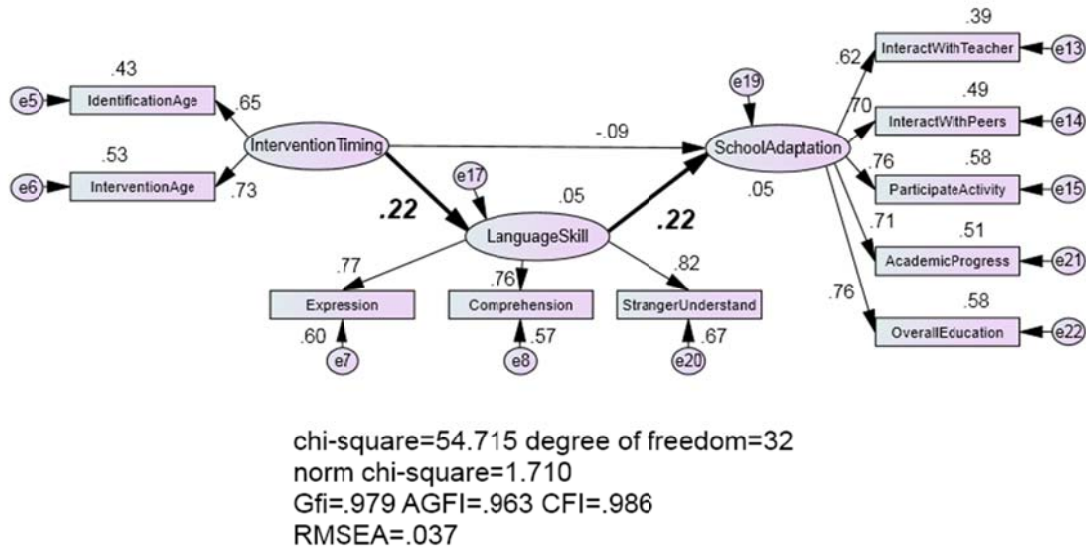 .39
InteractWithTeacher
e13
.62
e19
.43
.49
e5
IdentificationAge
.65
.70
InteractWithPeers
e14
InterventionTiming
-.09
SchoolAdaptation
.53
.76
.58
e6
InterventionAge
.73
e17
.05
.05
ParticipateActivity
e15
.22
.22
.71
.51
LanguageSkill
AcademicProgress
e21
.77
.76
.82
.76
.58
Expression
Comprehension
StrangerUnderstand
OverallEducation
e22
.60
.57
.67
e7
e8
e20
chi-square=54.715 degree of freedom=32
norm chi-square=1.710
Gfi=.979 AGFI=.963 CFI=.986
RMSEA=.037